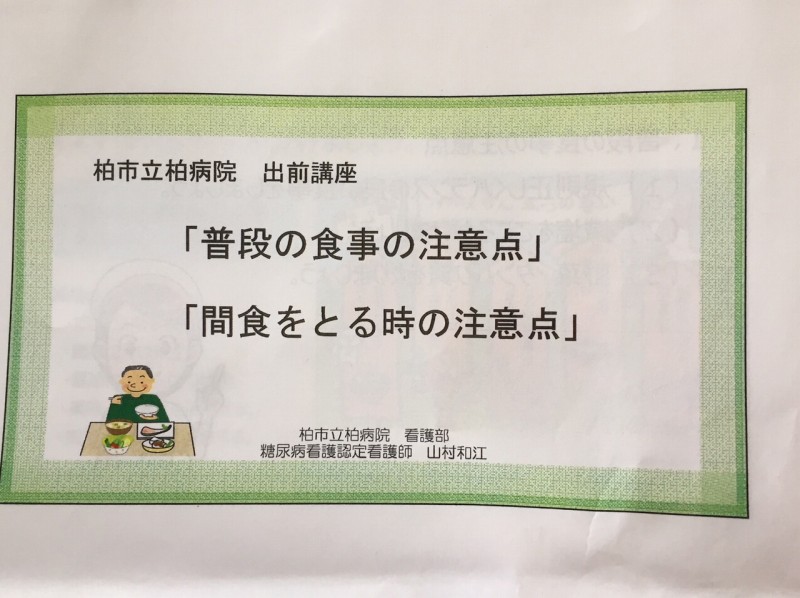 柏市立柏病院　出前講座
「普段の食事の注意点」
「間食をとる時の注意点」
柏市立柏病院　看護部
糖尿病看護認定看護師　山村和江